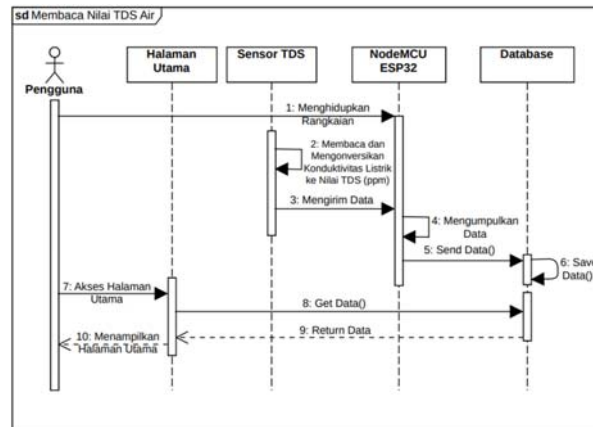 sd Membaca Nilai TDS Air
Halaman
Utama
Sensor TDS
NodeMCU
ESP32
Database
Pengguna
1: Menghidupkan
Rangkaian
2: Membaca dan
Mengonversikan
Konduktivitas Listrik
ke Nilai TDS (ppm)
3: Mengirim Data
4: Mengumpulkan
Data
5: Send Data()
6: Save
Data()
7: Akses Halaman
Utama
8: Get Data()
9: Return Data
10: Menampilkan
Halaman Utama